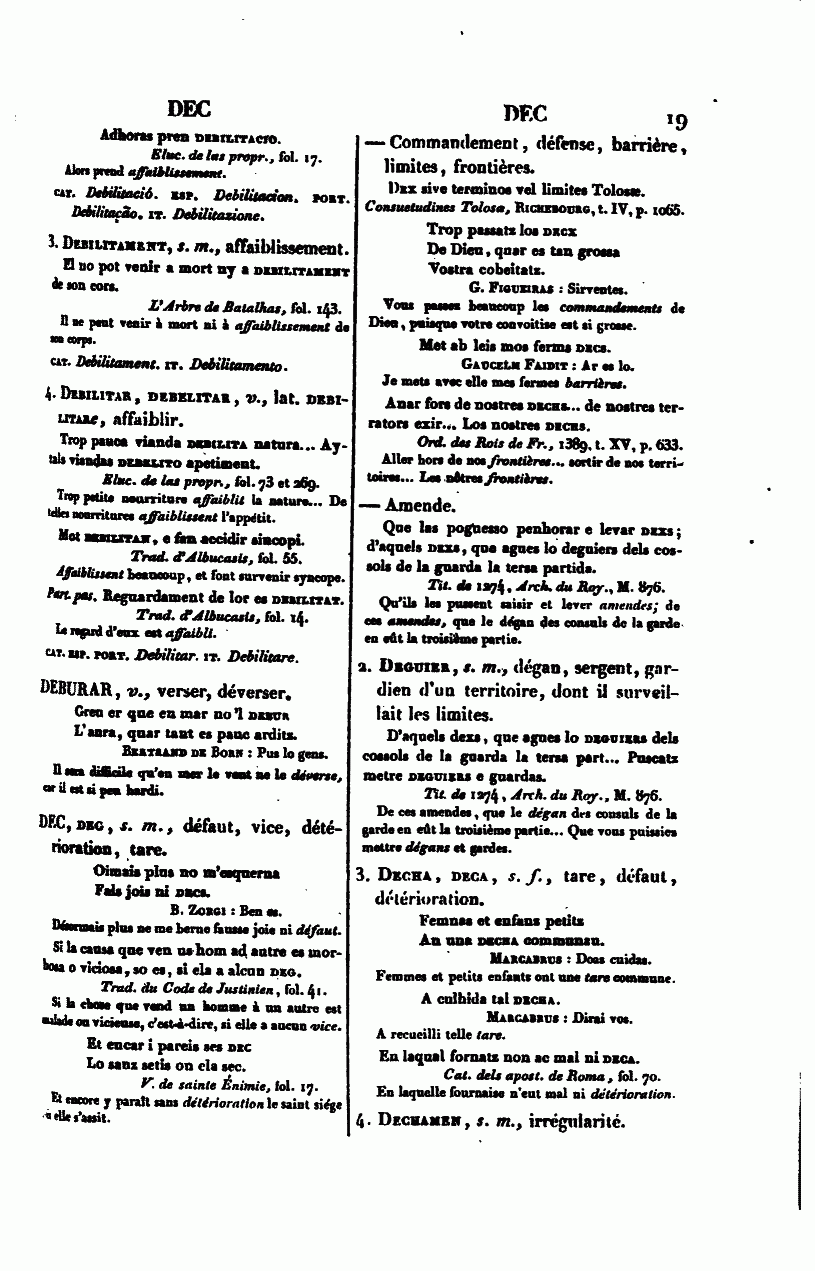 DEC
Adhoras pren DEBILITACIO.
Eluc. de las propr., fol. 17.
Alors prend affaiblissement.
CAT. Debilitació. ESP. Debilitacion. PORT.
Debilitação. IT. Debilitazione.
3. DEBILITAMENT, s. m., affaiblissement.
El no pot venir a mort ny a DEBILITAMENT
de son cors.
L'Arbre de Batalhas, fol. 143.
Il ne peut venir à mort ni à affaiblissement de
son corps.
CAT. Debilitament. IT. Debilitamento.
4. DEBILITAR, DEBELITAR, v., lat. DEBI-
LITARE, affaiblir.
Trop pauca vianda DEBILITA natura... Ay-
tals viandas DEBELITO apetiment.
Eluc. de las propr., fol. 73 et 269.
Trop petite nourriture affaiblit la nature... De
telles nourritures affaiblissent l'appétit.
Mot DEBILITAN, e fan accidir sincopi.
Trad. d'Albucasis, fol. 55.
Affaiblissent beaucoup, et font survenir syncope.
Part. pas. Reguardament de lor es DEBILITAT.
Trad. d'Albucasis, fol. 14.
Le regard d'eux est affaibli.
CAT. ESP. PORT. Debilitar. IT. Debilitare.
DEBURAR, v., verser, déverser.
Greu er que en mar no'l DEBUR
L'aura, quar tant es pauc arditz.
BERTRAND DE BORN : Pus lo gens.
Il sera difficile qu'en mer le vent ne le déverse,
car il est si peu hardi.
DEC, DEG, s. m., défaut, vice, dété-
rioration, tare.
Oimais plus no m'esquerna
Fals jois ni DECS.
B. ZORGI : Ben es.
Désormais plus ne me berne fausse joie ni défaut.
Si la causa que ven us hom ad autre es mor-
bosa o viciosa, so es, si ela a alcun DEG.
Trad. du Code de Justinien, fol. 41.
Si la chose que vend un homme à un autre est
malade ou vicieuse, c'est-à-dire, si elle a aucun vice.
Et encar i pareis ses DEC
Lo sanz setis on ela sec.
V. de sainte Énimie, fol. 17.
Et encore y paraît sans détérioration le saint siége
où elle s'assit.
DEC
19
— Commandement, défense, barrière,
limites, frontières.
DEX sive terminos vel limites Tolosæ.
Consuetudines Tolosæ, RICHEBOURG, t. IV, p. 1065.
Trop passatz los DECX
De Dieu, quar es tan grossa
Vostra cobeitatz.
G. FIGUEIRAS : Sirventes.
Vous passez beaucoup les commandements de
Dieu, puisque votre convoitise est si grosse.
Met ab leis mos ferms DECS.
GAUCELM FAIDIT : Ar es lo.
Je mets avec elle mes fermes barrières.
Anar fors de nostres DECHS... de nostres ter-
rators exir... Los nostres DECHS.
Ord. des Rois de Fr., 1389, t. XV, p. 633.
Aller hors de nos frontières..., sortir de nos terri-
toires... Les nôtres frontières.
— Amende.
Que las poguesso penhorar e levar DEXS;
d'aquels DEXS, que agues lo deguiers dels cos-
sols de la guarda la tersa partida.
Tit. de 1274, Arch. du Roy., M. 876.
Qu'ils les pussent saisir et lever amendes; de
ces amendes, que le dégan des consuls de la garde
en eût la troisième partie.
2. DEGUIER, s. m., dégan, sergent, gar-
dien d'un territoire, dont il surveil-
lait les limites.
D'aquels dexs, que agues lo DEGUIERS dels
cossols de la guarda la tersa part... Puscatz
metre DEGUIERS e guardas.
Tit. de 1274, Arch. du Roy., M. 876.
De ces amendes, que le dégan des consuls de la
garde en eût la troisième partie... Que vous puissiez
mettre dégans et gardes.
3. DECHA, DECA, s. f., tare, défaut,
détérioration.
Femnas et enfans petitz
An una DECHA communau.
MARCABRUS : Dous cuidas.
Femmes et petits enfants ont une tare commune.
A culhida tal DECHA.
MARCABRUS : Dirai vos.
A recueilli telle tare.
En laqual fornatz non ac mal ni DECA.
Cat. dels apost. de Roma, fol. 70.
En laquelle fournaise n'eut mal ni détérioration.
4. DECHAMEN, s. m., irrégularité.